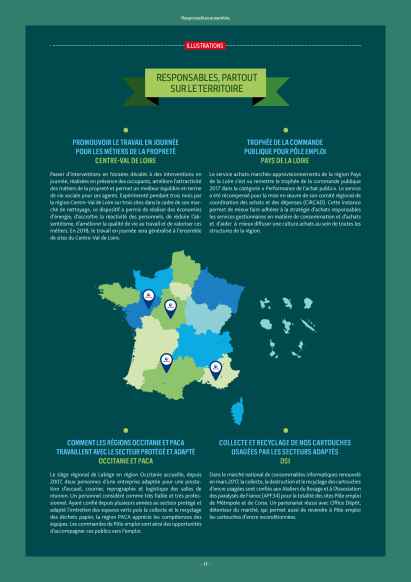 Responsables ensemble
ILLUSTRATIONS
RESPONSABLES, PARTOUT
SUR LE TERRITOIRE
PROMOUVOIR LE TRAVAIL EN JOURNÉE
POUR LES MÉTIERS DE LA PROPRETÉ
CENTRE-VAL DE LOIRE
Passer d'interventions en horaires décalés à des interventions en
journée, réalisées en présence des occupants, améliore l'attractivité
des métiers de la propreté et permet un meilleur équilibre en terme
de vie sociale pour ses agents. Expérimenté pendant trois mois par
la région Centre-Val de Loire sur trois sites dans le cadre de son mar-
ché de nettoyage, ce dispositif a permis de réaliser des économies
d'énergie, d'accroître la réactivité des personnels, de réduire l'ab-
sentéisme, d'améliorer la qualité de vie au travail et de valoriser ces
métiers. En 2018, le travail en journée sera généralisé à l'ensemble
de sites du Centre-Val de Loire.
TROPHÉE DE LA COMMANDE
PUBLIQUE POUR PÔLE EMPLOI
PAYS DE LA LOIRE
Le service achats marchés approvisionnements de la région Pays
de la Loire s'est vu remettre le trophée de la commande publique
2017 dans la catégorie « Performance de l'achat public ». Le service
a été récompensé pour la mise en œuvre de son comité régional de
coordination des achats et des dépenses (CIRCAD). Cette instance
permet de mieux faire adhérer à la stratégie d'achats responsables
les services gestionnaires en matière de consommation et d'achats
et d'aider à mieux diffuser une culture achats au sein de toutes les
structures de la région.
COMMENT LES RÉGIONS OCCITANIE ET PACA
TRAVAILLENT AVEC LE SECTEUR PROTÉGÉ ET ADAPTÉ
OCCITANIE ET PACA
Le siège régional de Labège en région Occitanie accueille, depuis
2007, deux personnes d'une entreprise adaptée pour une presta-
tion d'accueil, courrier, reprographie et logistique des salles de
réunion. Un personnel considéré comme très fiable et très profes-
sionnel. Ayant confié depuis plusieurs années au secteur protégé et
adapté l'entretien des espaces verts puis la collecte et le recyclage
des déchets papier, la région PACA apprécie les compétences des
équipes. Les commandes de Pôle emploi sont ainsi des opportunités
d'accompagner ces publics vers l'emploi.
COLLECTE ET RECYCLAGE DE NOS CARTOUCHES
USAGÉES PAR LES SECTEURS ADAPTÉS
DSI
Dans le marché national de consommables informatiques renouvelé
en mars 2017, la collecte, la destruction et le recyclage des cartouches
d'encre usagées sont confiés aux Ateliers du Bocage et à l'Association
des paralysés de France (APF 34) pour la totalité des sites Pôle emploi
de Métropole et de Corse. Un partenariat réussi avec Office Dépôt,
détenteur du marché, qui permet aussi de revendre à Pôle emploi
les cartouches d'encre reconditionnées.